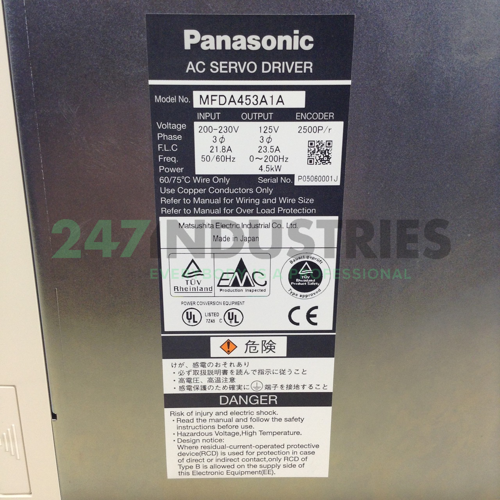 Panasonic
AC SERVO DRIVER
Model No. MFDA453A1A
INPUT OUTPUT ENCODER
Voltage 200-230V 125V 2500P/r
Phase 3ϕ 3ϕ
F.L.C 21.8A 23.5A
Freq. 50/60Hz 0~200Hz
Power 4.5kW
60/75°C Wire Only Serial No. P05060001J
Use Copper Conductors Only
Refer to Manual for Wiring and Wire Size
Refer to Manual for Over Load Protection
Matsushita Electric Industrial Co., Ltd.
Made in Japan
247INDUSTRIES
TÜV
Rheinland
EMC
Production Inspected
TÜV
Rheinland
Product Safety
Type approved
POWER CONVERSION EQUIPMENT
UL LISTED
UL
危険
けが、感電のおそれあり
・必ず取扱説明書を読んで指示に従うこと
・高電圧、高温注意
・感電保護のため確実に端子を接地すること
DANGER
Risk of injury and electric shock.
・Read the manual and follow the safety
instructions before use.
・Hazardous Voltage,High Temperature.
・Design notice:
Where residual-current-operated protective
device(RCD) is used for protection in case
of direct or indirect contact,only RCD of
Type B is allowed on the supply side of
this Electronic Equipment(EE).